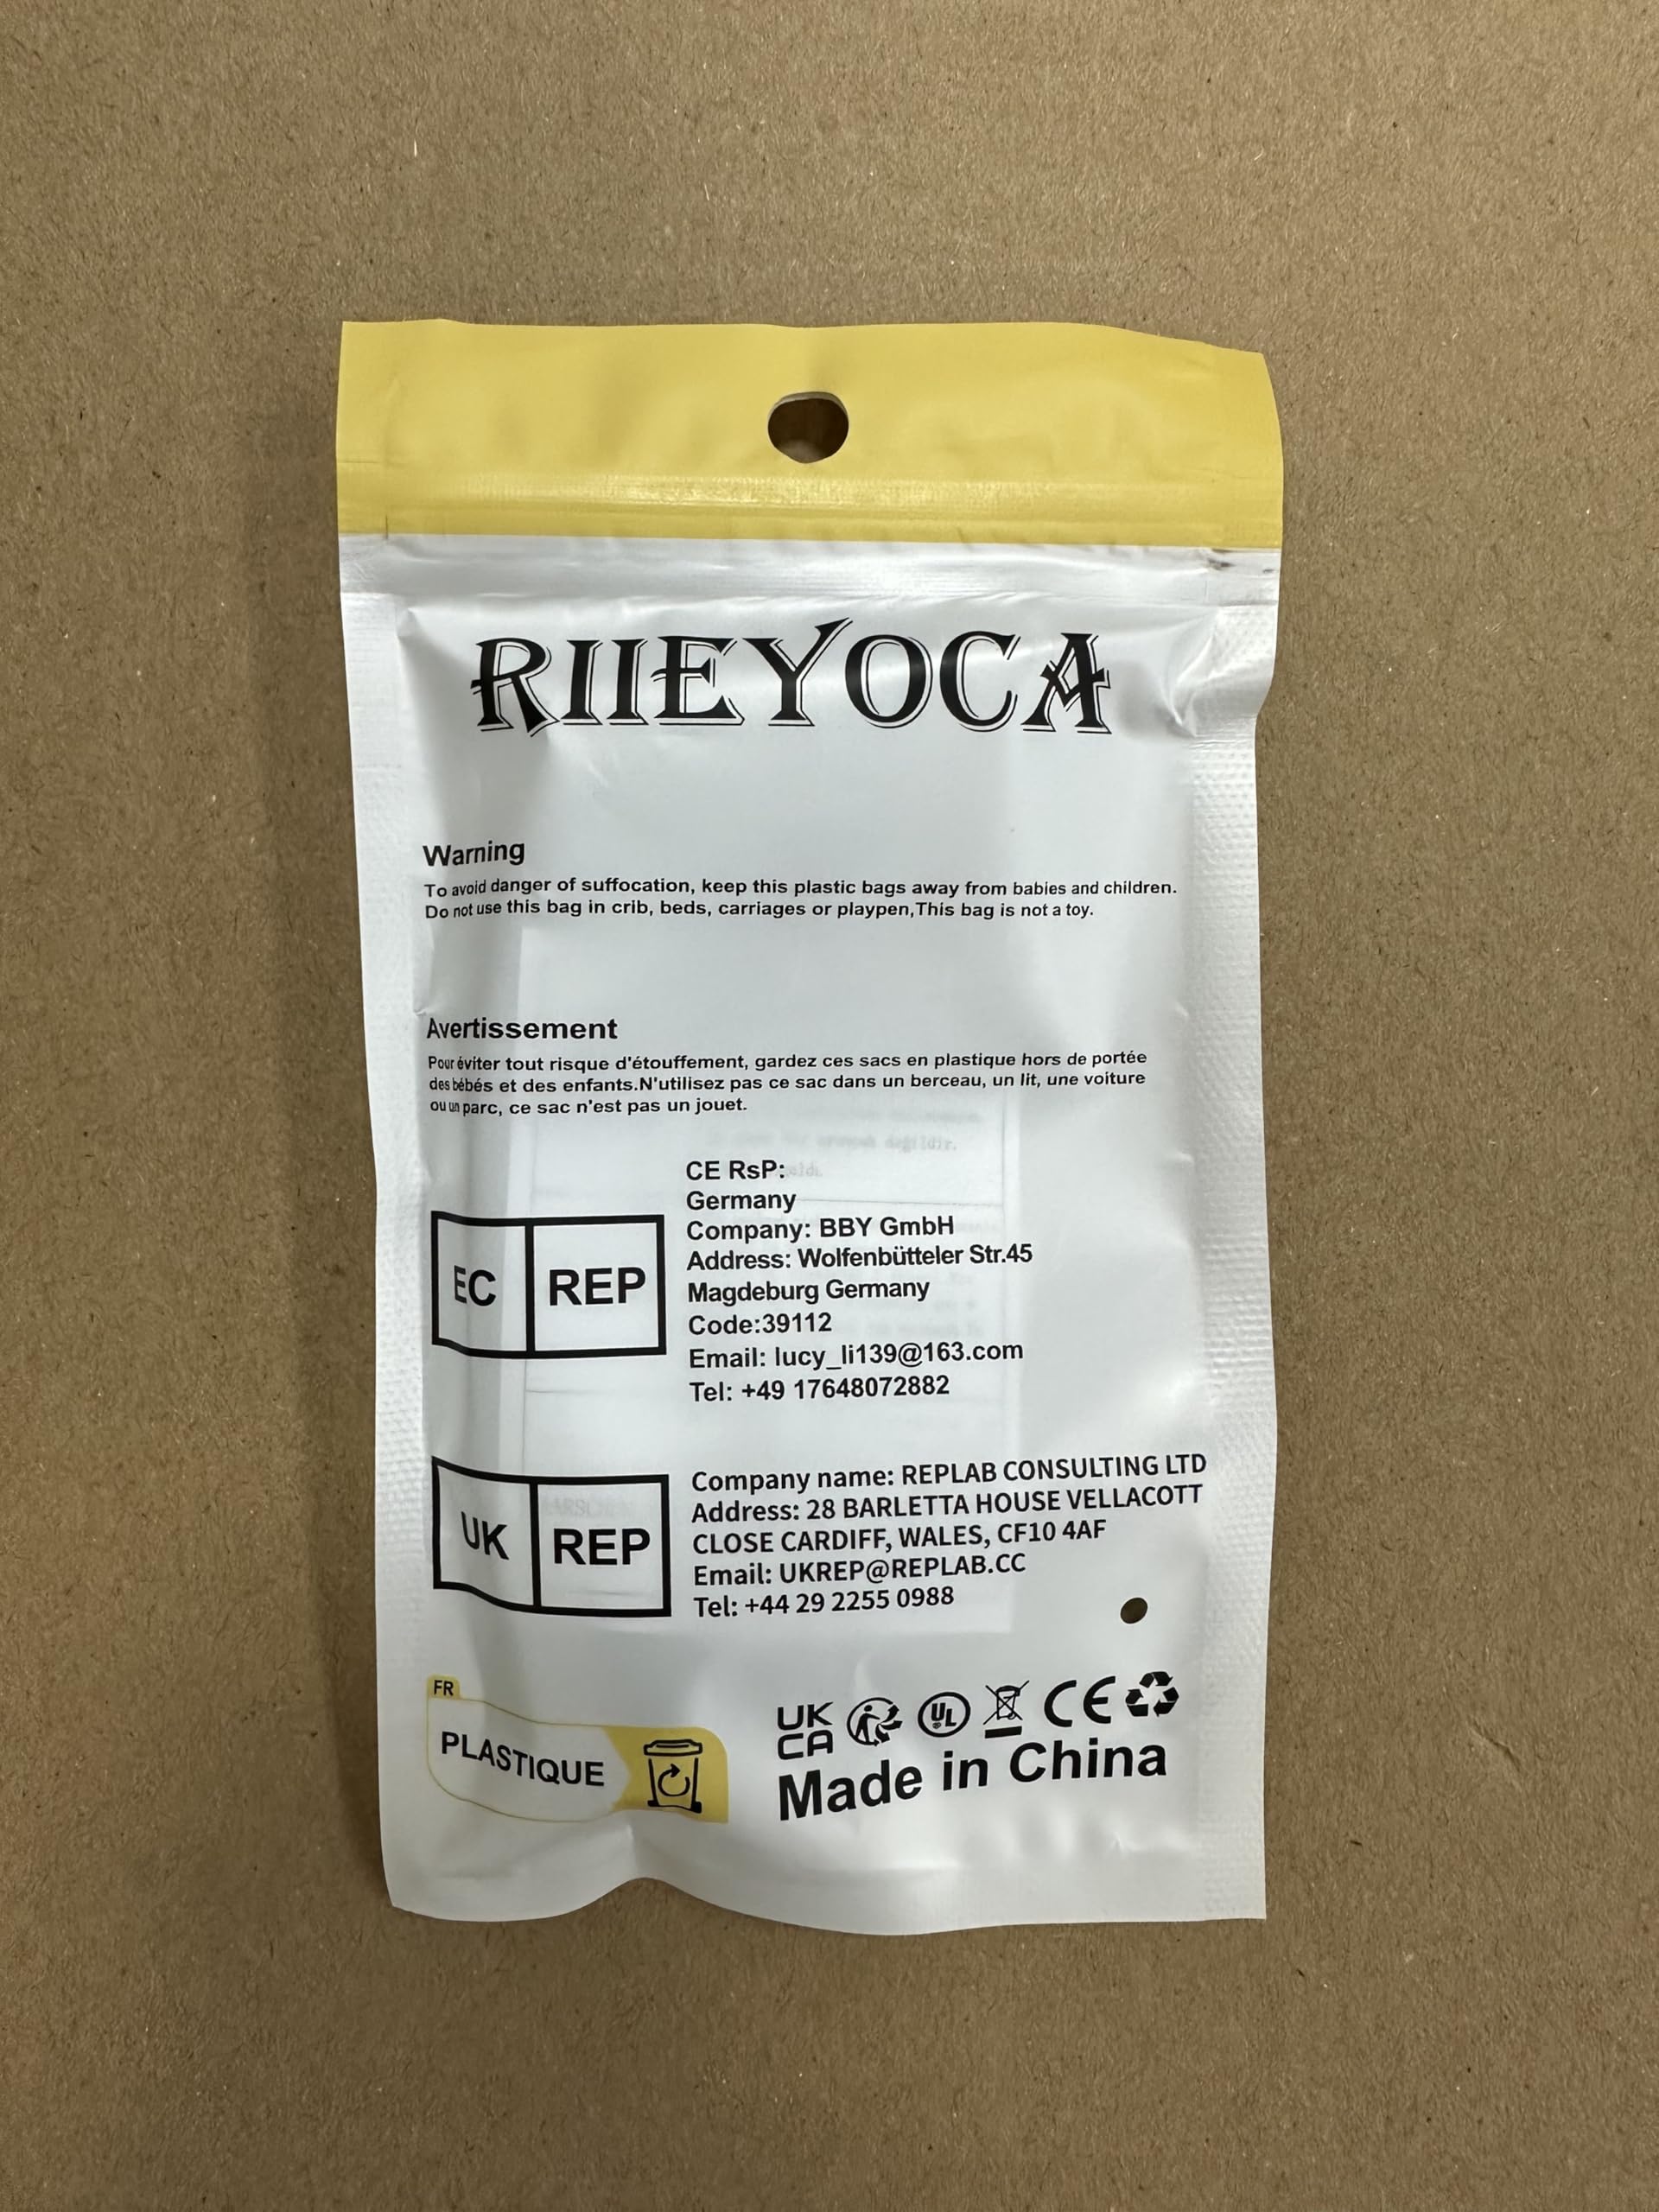 RIIEYOCA
Warning
To avoid danger of suffocation, keep this plastic bags away from babies and children.
Do not use this bag in crib, beds, carriages or playpen,This bag is not a toy.
Avertissement
Pour éviter tout risque d'étouffement, gardez ces sacs en plastique hors de portée
des bébés et des enfants.N'utilisez pas ce sac dans un berceau, un lit, une voiture
ou un parc, ce sac n'est pas un jouet.
EC REP
CE RsP:
Germany
Company: BBY GmbH
Address: Wolfenbütteler Str.45
Magdeburg Germany
Code:39112
Email: lucy_li139@163.com
Tel: +49 17648072882
UK REP
Company name: REPLAB CONSULTING LTD
Address: 28 BARLETTA HOUSE VELLACOTT
CLOSE CARDIFF, WALES, CF10 4AF
Email: UKREP@REPLAB.CC
Tel: +44 29 2255 0988
FR
PLASTIQUE
UK
CA
UL
CE
Made in China